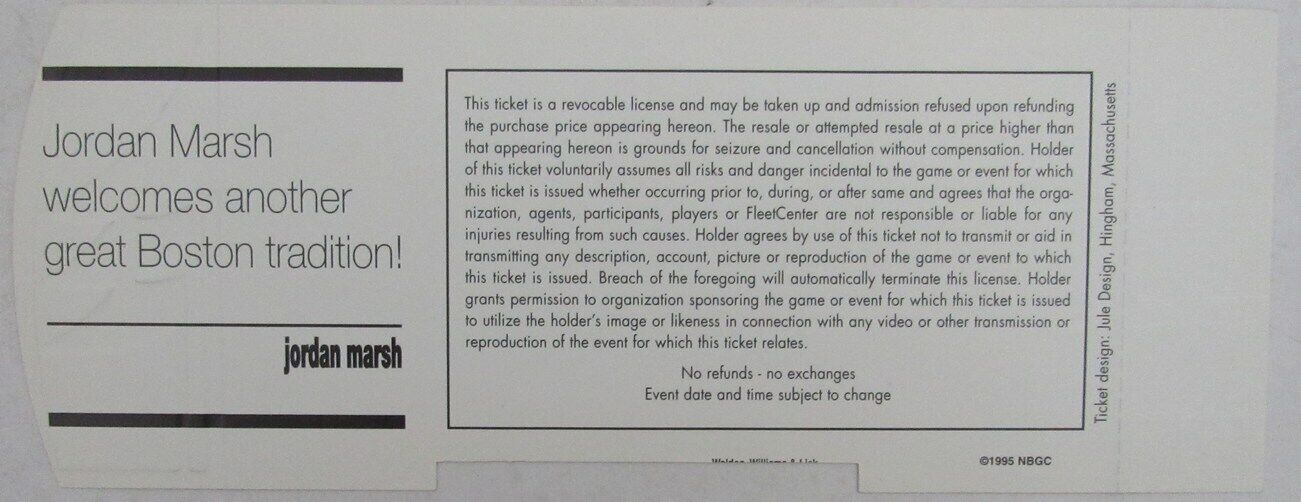 Jordan Marsh
welcomes another
great Boston tradition!
jordan marsh
This ticket is a revocable license and may be taken up and admission refused upon refunding
the purchase price appearing hereon. The resale or attempted resale at a price higher than
that appearing hereon is grounds for seizure and cancellation without compensation. Holder
of this ticket voluntarily assumes all risks and danger incidental to the game or event for which
this ticket is issued whether occurring prior to, during, or after same and agrees that the orga-
nization, agents, participants, players or FleetCenter are not responsible or liable for any
injuries resulting from such causes. Holder agrees by use of this ticket not to transmit or aid in
transmitting any description, account, picture or reproduction of the game or event to which
this ticket is issued. Breach of the foregoing will automatically terminate this license. Holder
grants permission to organization sponsoring the game or event for which this ticket is issued
to utilize the holder's image or likeness in connection with any video or other transmission or
reproduction of the event for which this ticket relates.
No refunds - no exchanges
Event date and time subject to change
©1995 NBGC
Ticket design: Jule Design, Hingham, Massachusetts